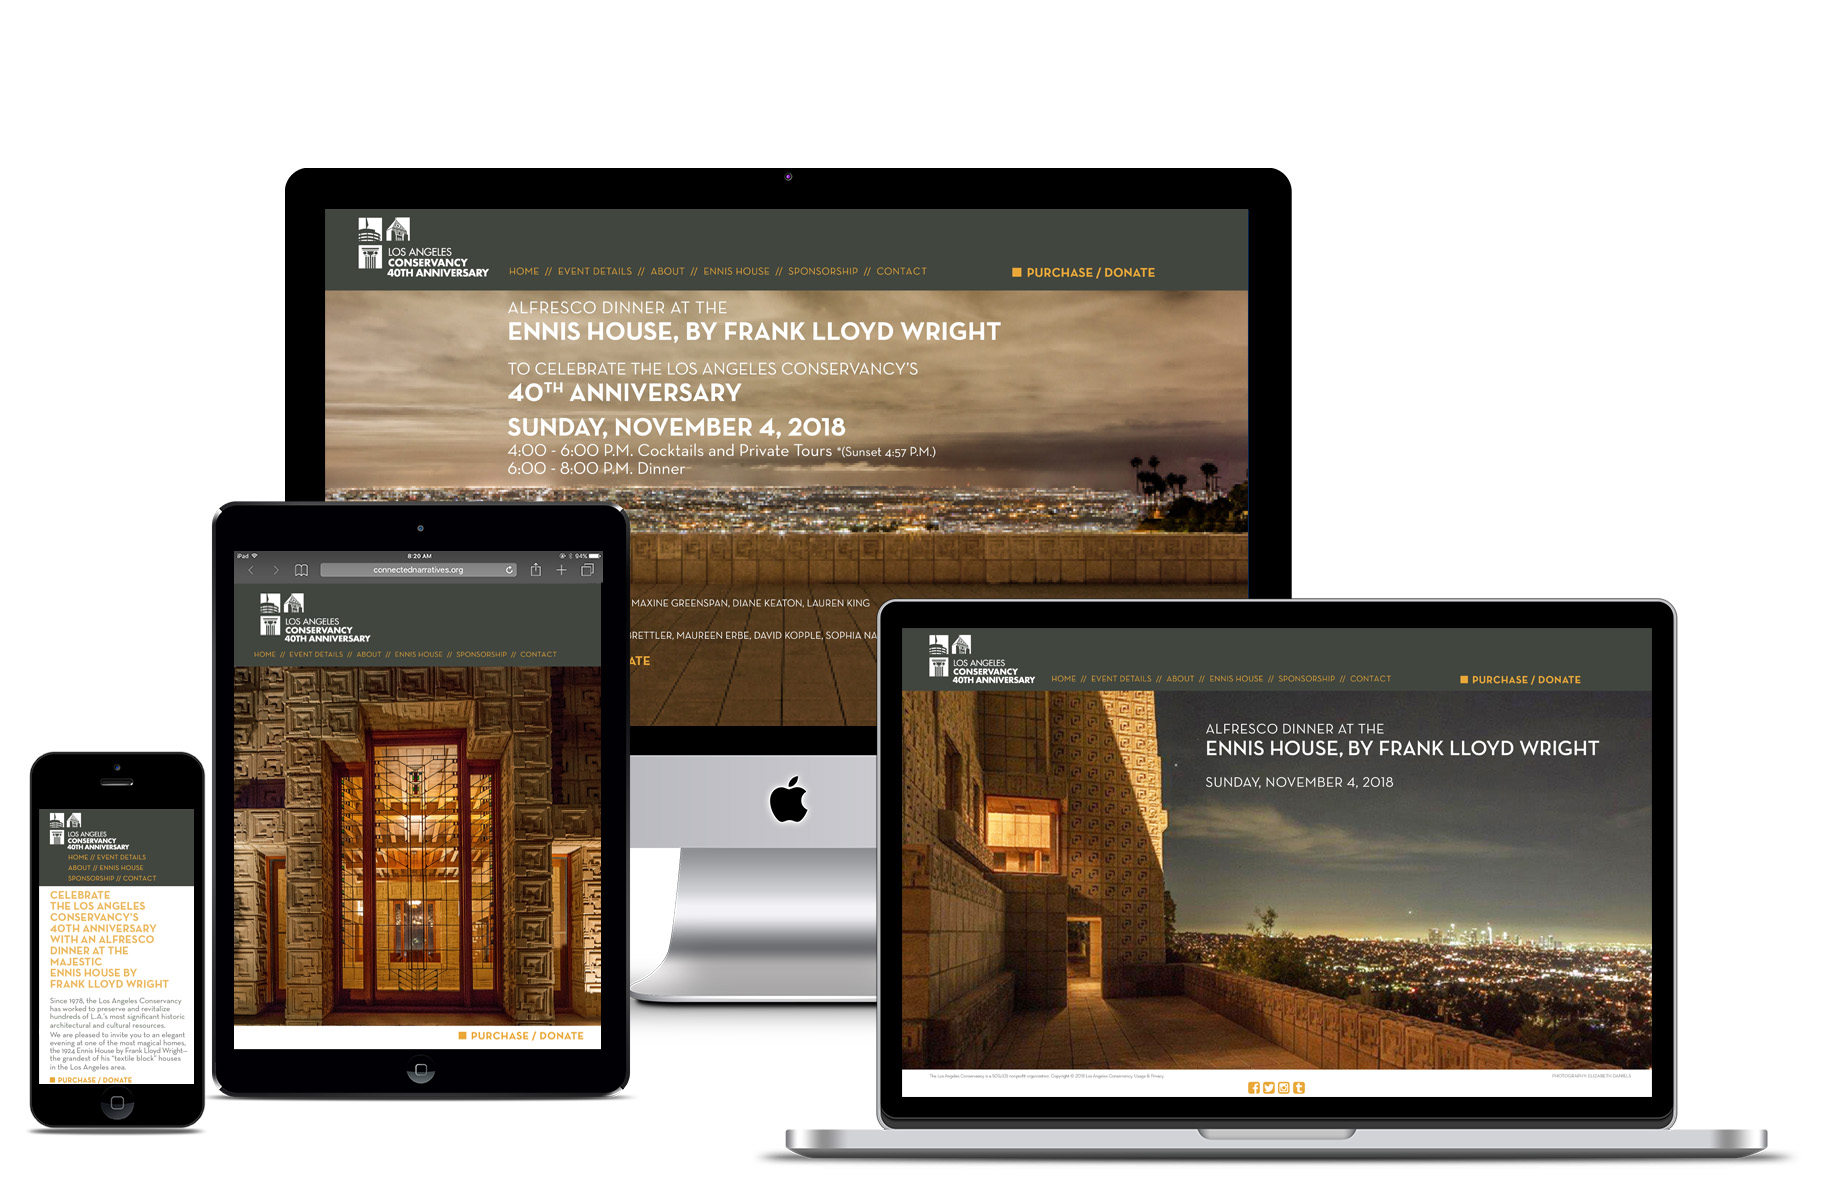 LOS ANGELES
CONSERVANCY
40TH ANNIVERSARY
HOME // EVENT DETAILS // ABOUT // ENNIS HOUSE // SPONSORSHIP // CONTACT
PURCHASE / DONATE
ALFRESCO DINNER AT THE
ENNIS HOUSE, BY FRANK LLOYD WRIGHT
TO CELEBRATE THE LOS ANGELES CONSERVANCY'S
40TH ANNIVERSARY
SUNDAY, NOVEMBER 4, 2018
4:00 - 6:00 P.M. Cocktails and Private Tours *(Sunset 4:57 P.M.)
6:00 - 8:00 P.M. Dinner
MAXINE GREENSPAN, DIANE KEATON, LAUREN KING
BRETTLER, MAUREEN ERBE, DAVID KOPPLE, SOPHIA NA
ATE
iPad 8:20 AM 94%
connectednarratives.org
LOS ANGELES
CONSERVANCY
40TH ANNIVERSARY
HOME // EVENT DETAILS // ABOUT // ENNIS HOUSE // SPONSORSHIP // CONTACT
PURCHASE / DONATE
LOS ANGELES
CONSERVANCY
40TH ANNIVERSARY
HOME // EVENT DETAILS
ABOUT // ENNIS HOUSE
SPONSORSHIP // CONTACT
CELEBRATE
THE LOS ANGELES
CONSERVANCY'S
40TH ANNIVERSARY
WITH AN ALFRESCO
DINNER AT THE
MAJESTIC
ENNIS HOUSE BY
FRANK LLOYD WRIGHT
Since 1978, the Los Angeles Conservancy
has worked to preserve and revitalize
hundreds of L.A.'s most significant historic
architectural and cultural resources.
We are pleased to invite you to an elegant
evening at one of the most magical homes,
the 1924 Ennis House by Frank Lloyd Wright—
the grandest of his "textile block" houses
in the Los Angeles area.
PURCHASE / DONATE
LOS ANGELES
CONSERVANCY
40TH ANNIVERSARY
HOME // EVENT DETAILS // ABOUT // ENNIS HOUSE // SPONSORSHIP // CONTACT
PURCHASE / DONATE
ALFRESCO DINNER AT THE
ENNIS HOUSE, BY FRANK LLOYD WRIGHT
SUNDAY, NOVEMBER 4, 2018
The Los Angeles Conservancy is a 501(c)(3) nonprofit organization. Copyright © 2018 Los Angeles Conservancy. Usage & Privacy
PHOTOGRAPHY: ELIZABETH DANIELS